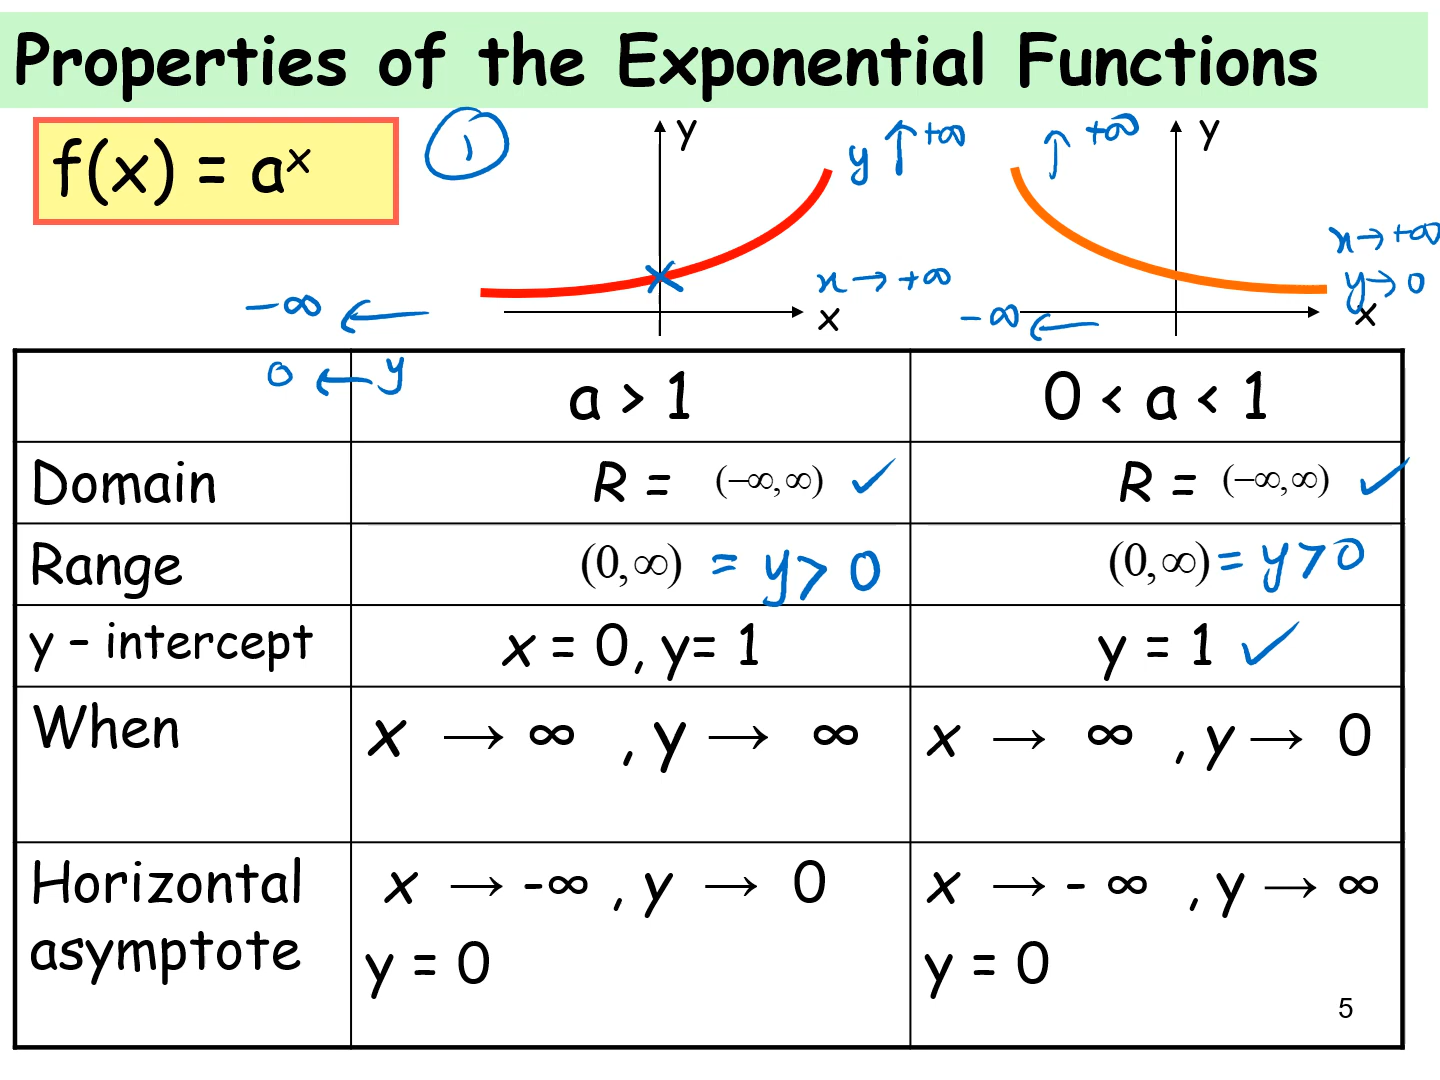 Properties of the Exponential Functions
f(x) = aˣ
1
y
y ↑ +∞
x → +∞
x
-∞ ←
0 ← y
↑ +∞
y
x → +∞
y → 0
x
-∞ ←
a > 1
0 < a < 1
Domain
R = (−∞,∞) ✓
R = (−∞,∞) ✓
Range
(0,∞) = y > 0
(0,∞) = y > 0
y – intercept
x = 0, y= 1
y = 1 ✓
When
x → ∞ , y → ∞
x → ∞ , y → 0
Horizontal
asymptote
x → -∞ , y → 0
y = 0
x → - ∞ , y → ∞
y = 0
5